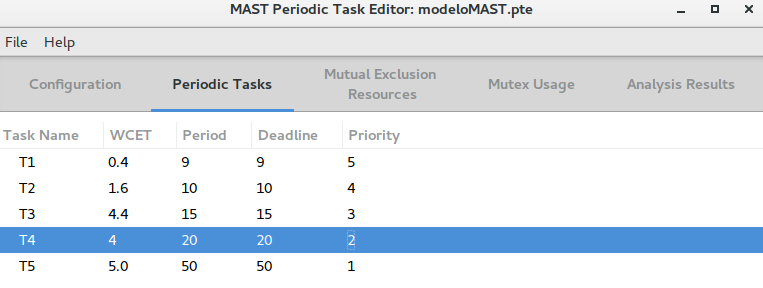 MAST Periodic Task Editor: modeloMAST.pte
File Help
Configuration Periodic Tasks Mutual Exclusion Resources Mutex Usage Analysis Results
Task Name WCET Period Deadline Priority
T1 0.4 9 9 5
T2 1.6 10 10 4
T3 4.4 15 15 3
T4 4 20 20 2
T5 5.0 50 50 1